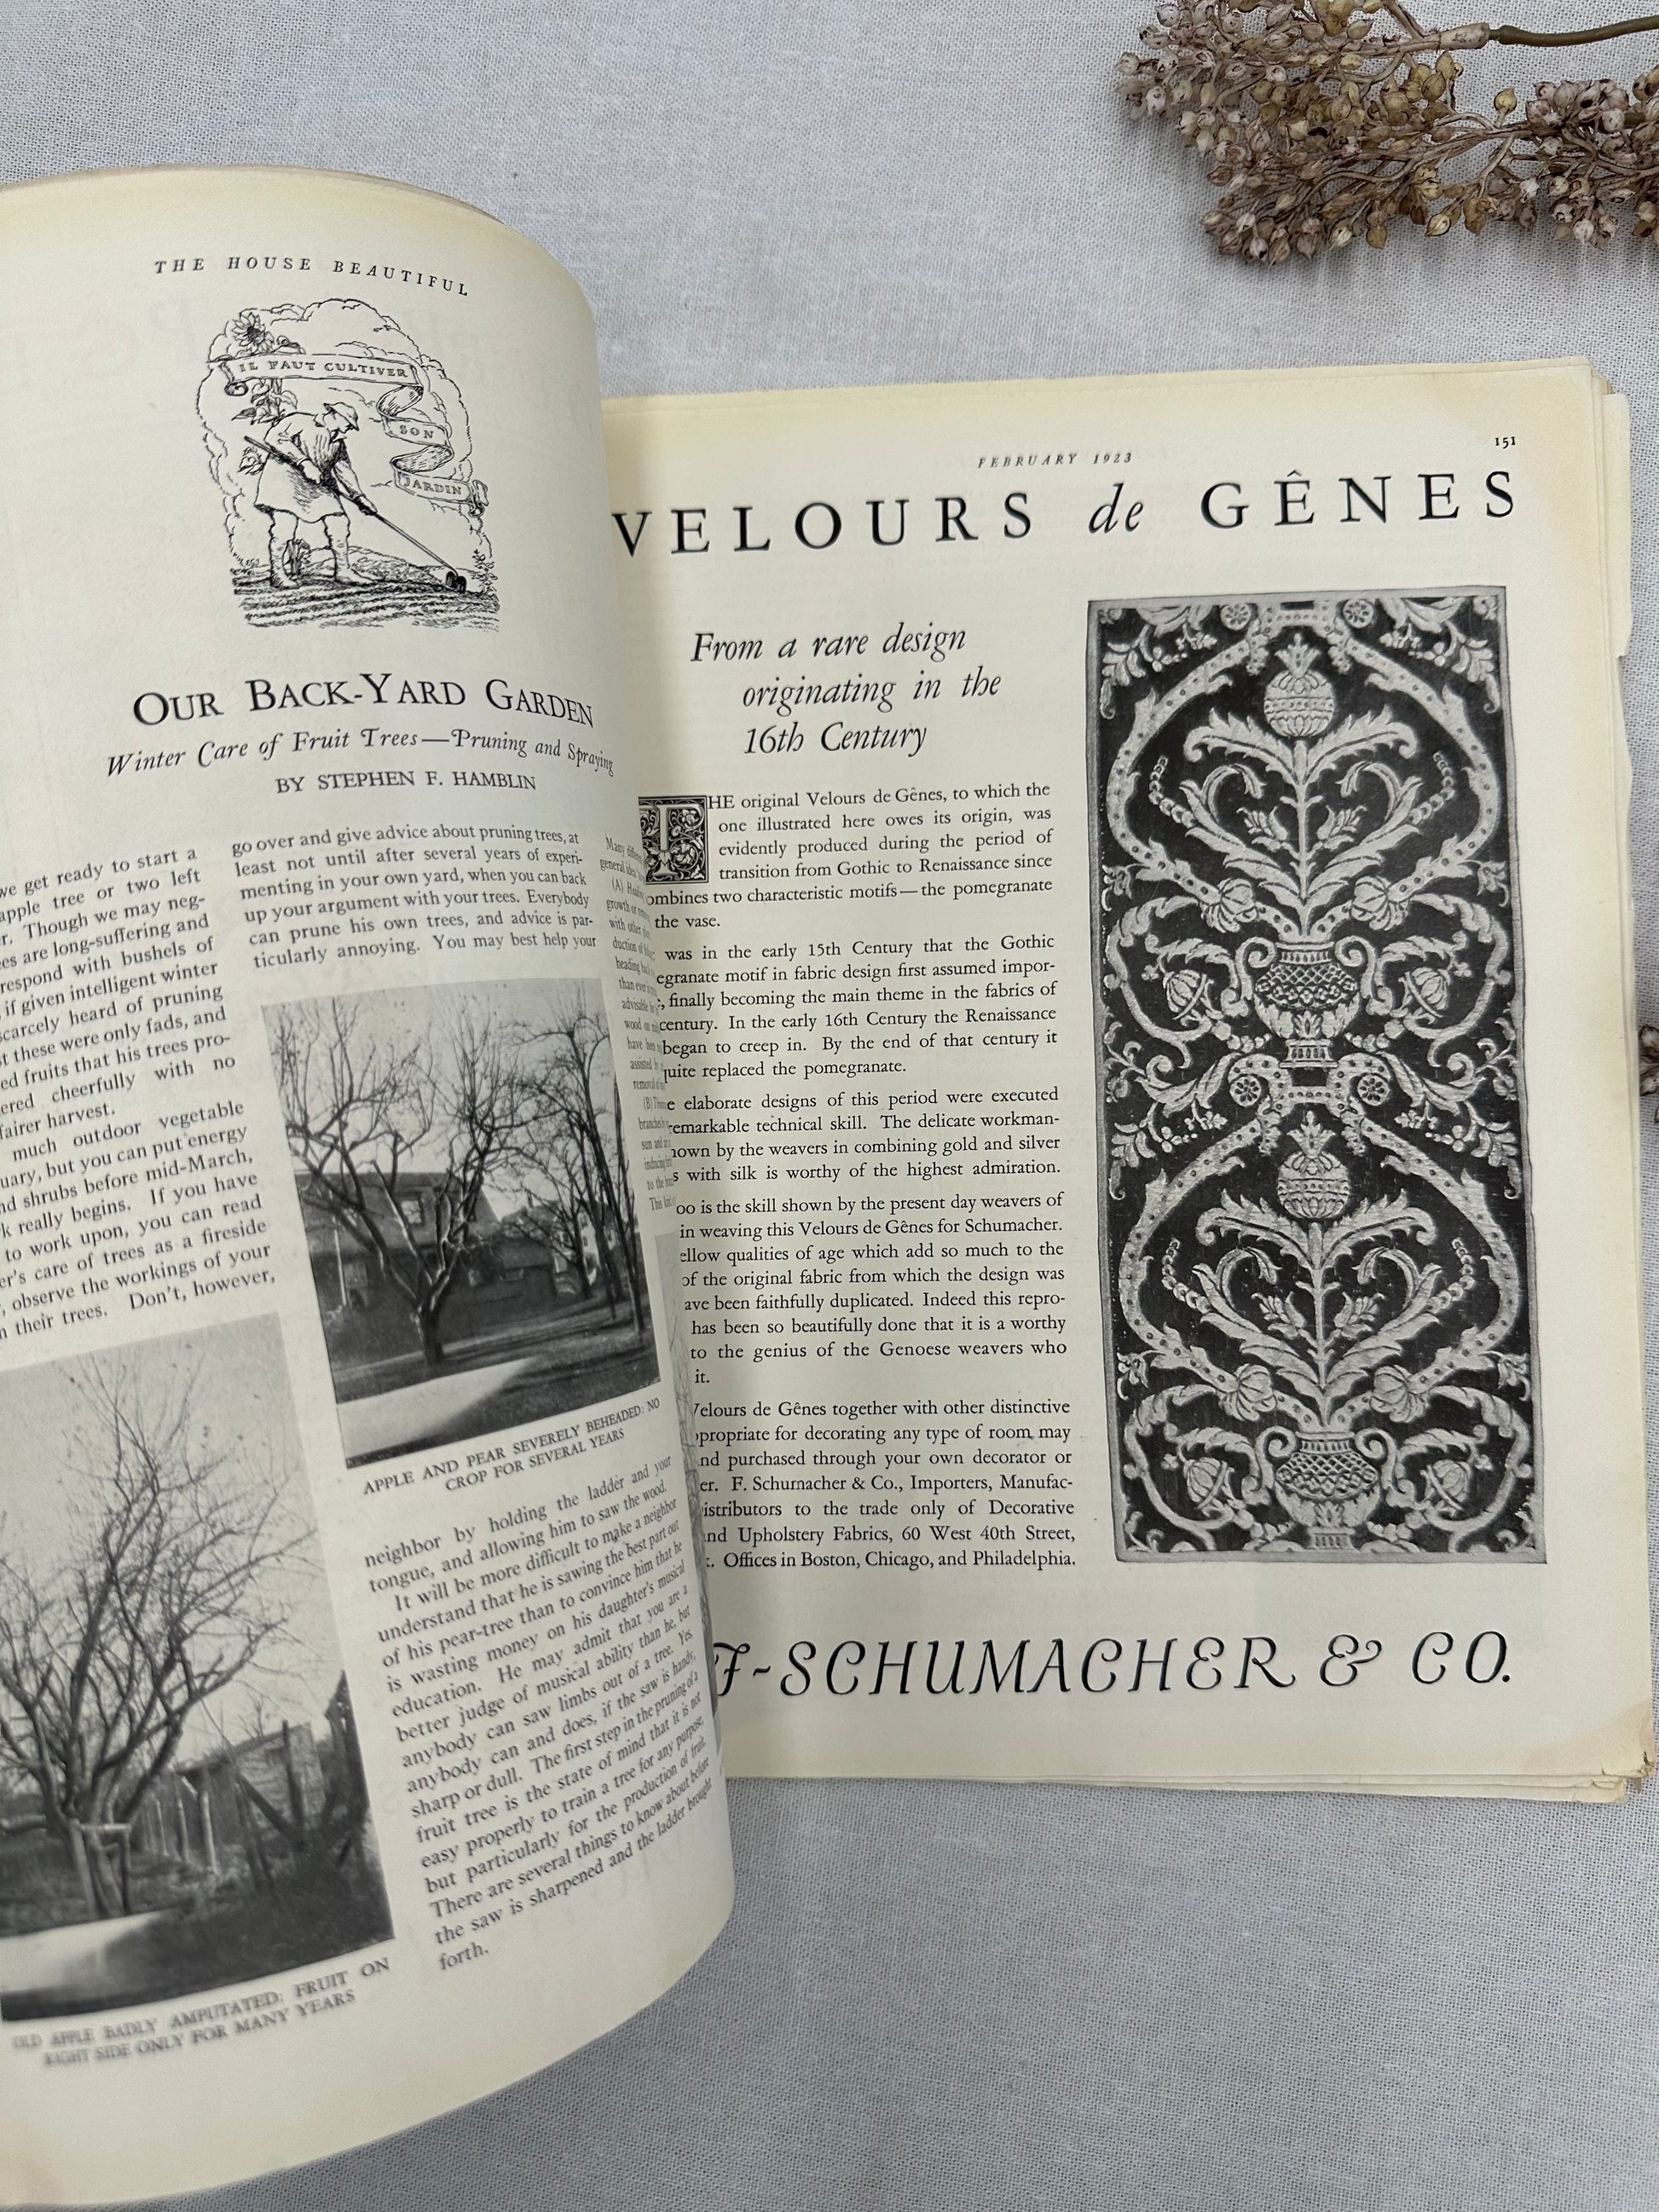 THE HOUSE BEAUTIFUL
IL FAUT CULTIVER
SON
JARDIN
OUR BACK-YARD GARDEN
Winter Care of Fruit Trees—Pruning and Spraying
BY STEPHEN F. HAMBLIN
we get ready to start a
apple tree or two left
Though we may neg-
are long-suffering and
respond with bushels of
if given intelligent winter
scarcely heard of pruning
these were only fads, and
fruits that his trees pro-
cheerfully with no
fairer harvest.
much outdoor vegetable
but you can put energy
shrubs before mid-March,
really begins. If you have
to work upon, you can read
care of trees as a fireside
observe the workings of your
their trees. Don't, however,
OLD APPLE BADLY AMPUTATED: FRUIT ON
RIGHT SIDE ONLY FOR MANY YEARS
go over and give advice about pruning trees, at
least not until after several years of experi-
menting in your own yard, when you can back
up your argument with your trees. Everybody
can prune his own trees, and advice is par-
ticularly annoying. You may best help your
APPLE AND PEAR SEVERELY BEHEADED: NO
CROP FOR SEVERAL YEARS
neighbor by holding the ladder and your
tongue, and allowing him to saw the wood.
It will be more difficult to make a neighbor
understand that he is sawing the best part out
of his pear-tree than to convince him that he
is wasting money on his daughter's musical
education. He may admit that you are a
better judge of musical ability than he, but
anybody can saw limbs out of a tree. Yes,
anybody can and does, if the saw is handy,
sharp or dull. The first step in the pruning of a
fruit tree is the state of mind that it is not
easy properly to train a tree for any purpose,
but particularly for the production of fruit.
There are several things to know about before
the saw is sharpened and the ladder brought
forth.
Many
general idea
(A)
growth or
with other
heading back
than ever
advisable
wood on
have been
assisted
(B)
sun and
inducing
to the
FEBRUARY 1923
151
VELOURS de GÊNES
From a rare design
originating in the
16th Century
THE original Velours de Gênes, to which the
one illustrated here owes its origin, was
evidently produced during the period of
transition from Gothic to Renaissance since
ombines two characteristic motifs—the pomegranate
the vase.
was in the early 15th Century that the Gothic
egranate motif in fabric design first assumed impor-
finally becoming the main theme in the fabrics of
century. In the early 16th Century the Renaissance
began to creep in. By the end of that century it
quite replaced the pomegranate.
e elaborate designs of this period were executed
remarkable technical skill. The delicate workman-
own by the weavers in combining gold and silver
s with silk is worthy of the highest admiration.
oo is the skill shown by the present day weavers of
in weaving this Velours de Gênes for Schumacher.
ellow qualities of age which add so much to the
of the original fabric from which the design was
ave been faithfully duplicated. Indeed this repro-
has been so beautifully done that it is a worthy
to the genius of the Genoese weavers who
it.
Velours de Gênes together with other distinctive
propriate for decorating any type of room may
nd purchased through your own decorator or
er. F. Schumacher & Co., Importers, Manufac-
istributors to the trade only of Decorative
nd Upholstery Fabrics, 60 West 40th Street,
Offices in Boston, Chicago, and Philadelphia.
F-SCHUMACHER & CO.